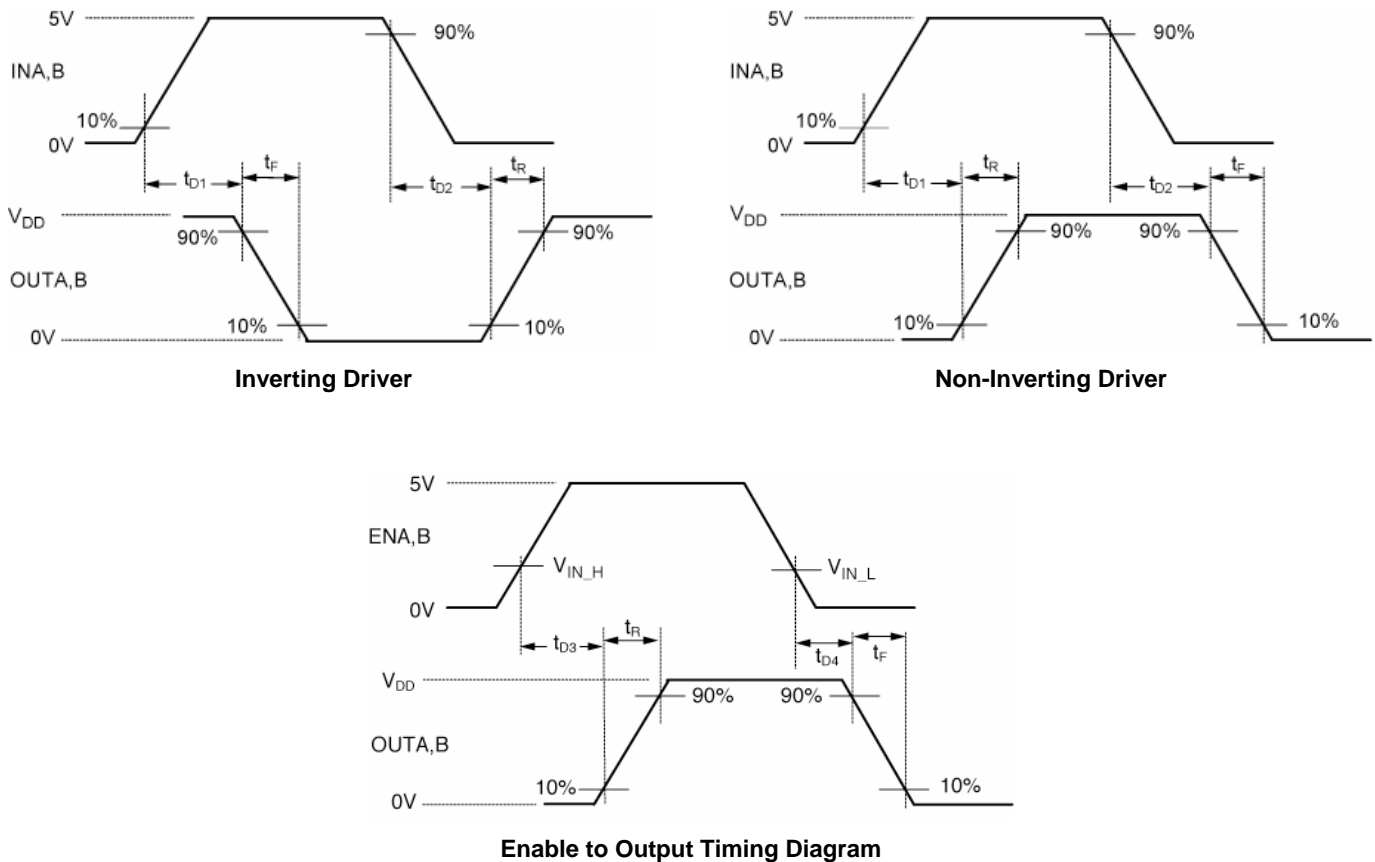 5V
90%
INA,B
10%
0V
tD1
tF
tD2
tR
VDD
90%
90%
OUTA,B
10%
10%
0V
Inverting Driver
5V
90%
INA,B
10%
0V
tD1
tR
tD2
tF
VDD
90%
90%
OUTA,B
10%
10%
0V
Non-Inverting Driver
5V
ENA,B
VIN_H
VIN_L
0V
tD3
tR
tD4
tF
VDD
90%
90%
OUTA,B
10%
10%
0V
Enable to Output Timing Diagram